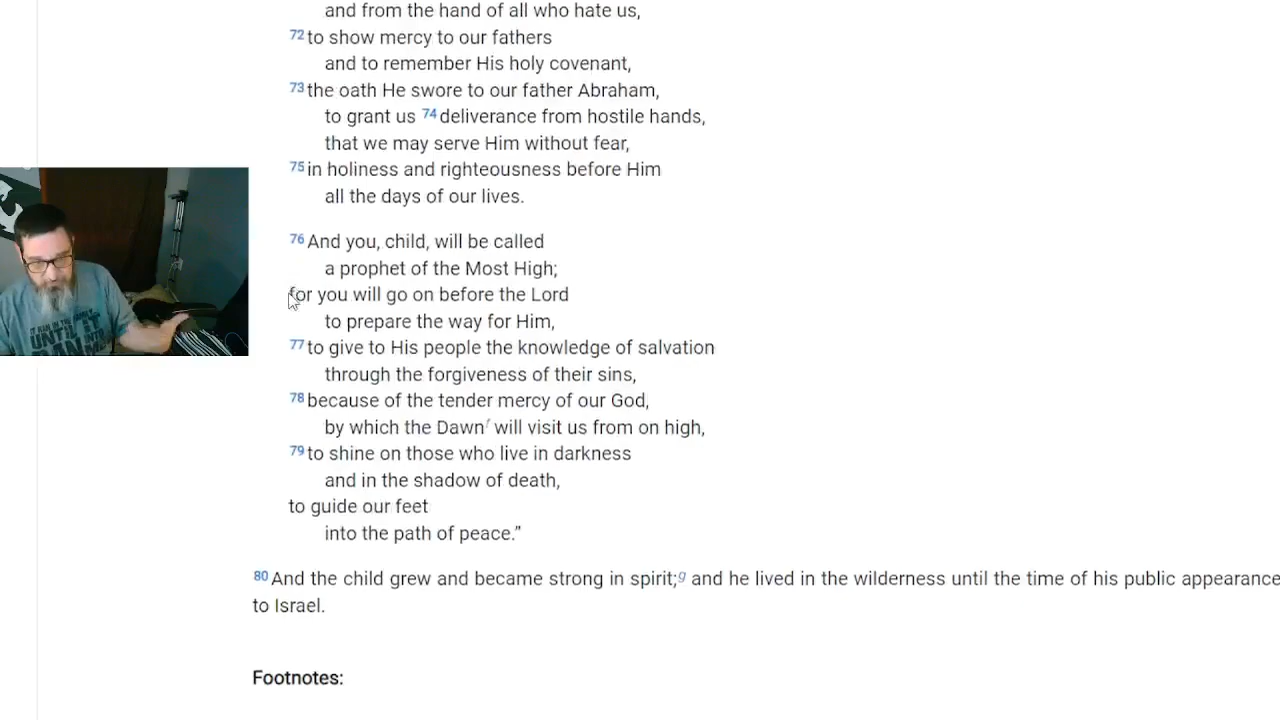 and from the hand of all who hate us,
72 to show mercy to our fathers
and to remember His holy covenant,
73 the oath He swore to our father Abraham,
to grant us 74 deliverance from hostile hands,
that we may serve Him without fear,
75 in holiness and righteousness before Him
all the days of our lives.
76 And you, child, will be called
a prophet of the Most High;
for you will go on before the Lord
to prepare the way for Him,
77 to give to His people the knowledge of salvation
through the forgiveness of their sins,
78 because of the tender mercy of our God,
by which the Dawn f will visit us from on high,
79 to shine on those who live in darkness
and in the shadow of death,
to guide our feet
into the path of peace.”
80 And the child grew and became strong in spirit; g and he lived in the wilderness until the time of his public appearance
to Israel.
Footnotes:
UNTIL IT